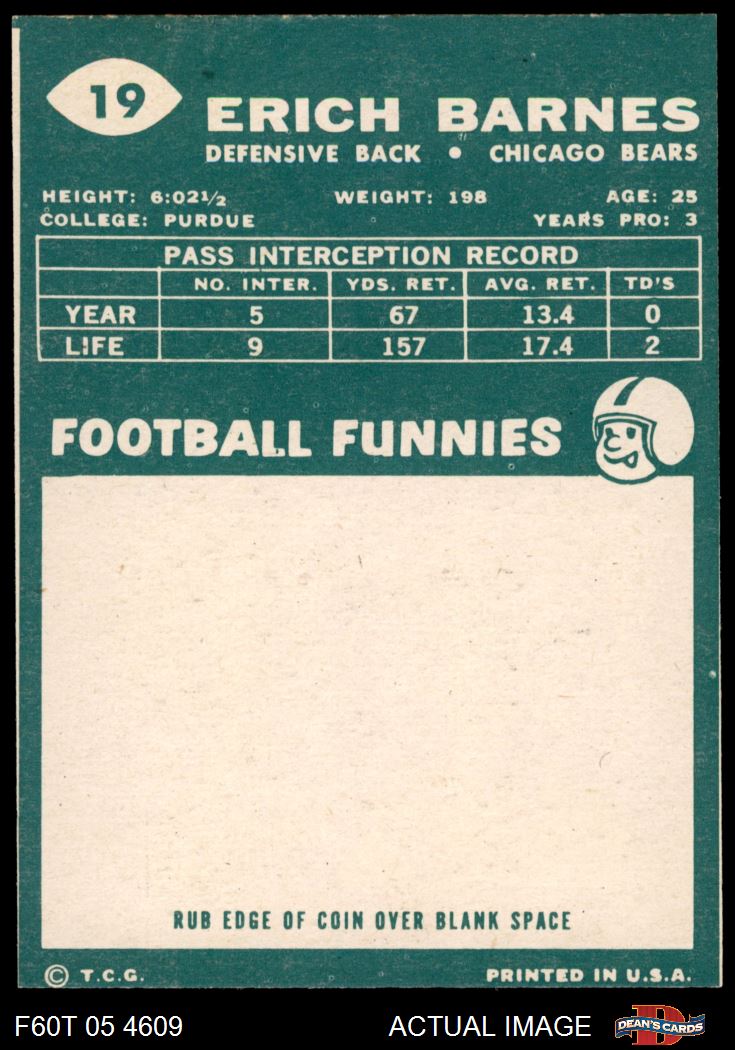 19
ERICH BARNES
DEFENSIVE BACK • CHICAGO BEARS
HEIGHT: 6:02½ WEIGHT: 198 AGE: 25
COLLEGE: PURDUE YEARS PRO: 3
PASS INTERCEPTION RECORD
NO. INTER. YDS. RET. AVG. RET. TD'S
YEAR 5 67 13.4 0
LIFE 9 157 17.4 2
FOOTBALL FUNNIES
RUB EDGE OF COIN OVER BLANK SPACE
© T.C.G. PRINTED IN U.S.A.
F60T 05 4609 ACTUAL IMAGE D DEAN'S CARDS